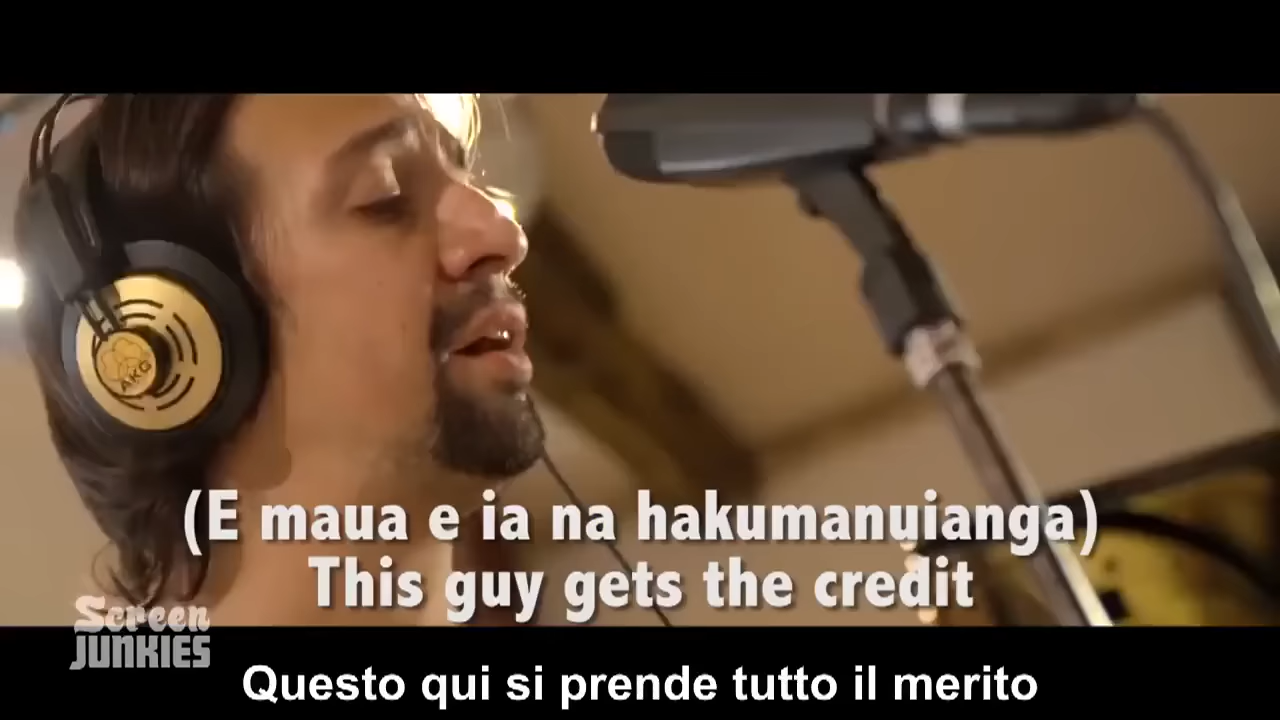 AKG
(E maua e ia na hakumanuianga)
This guy gets the credit
Screen
JUNKIES
Questo qui si prende tutto il merito